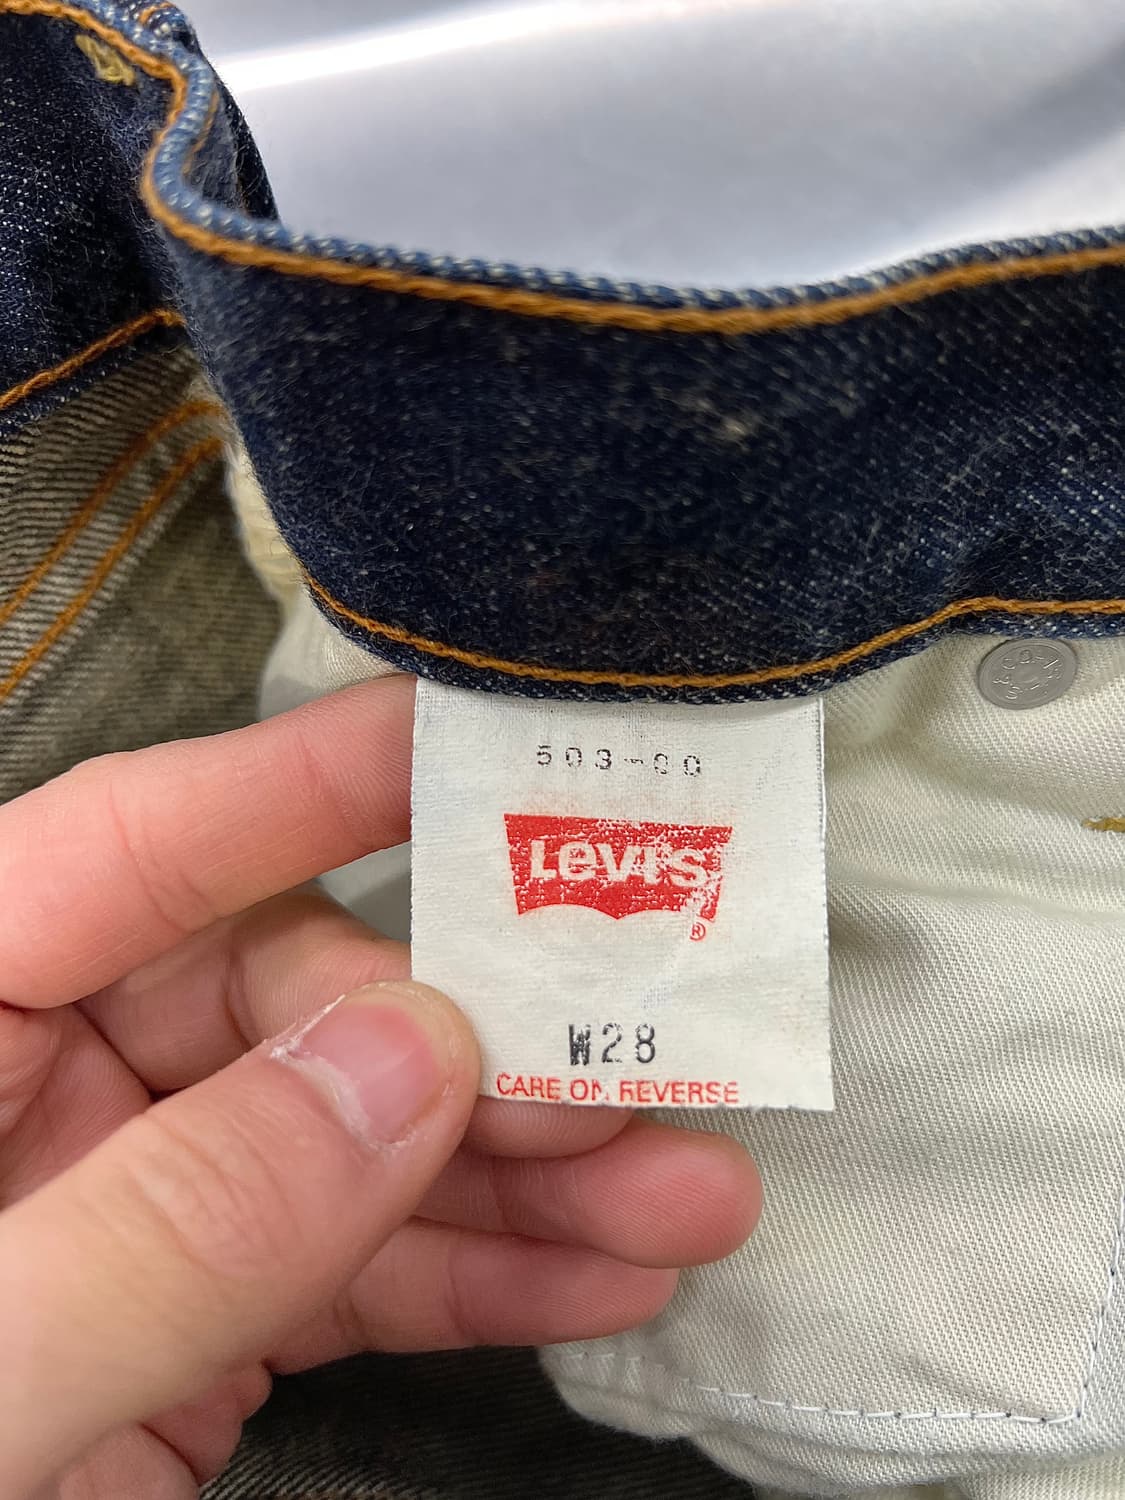 503-00
LEVI'S
®
W28
CARE ON REVERSE